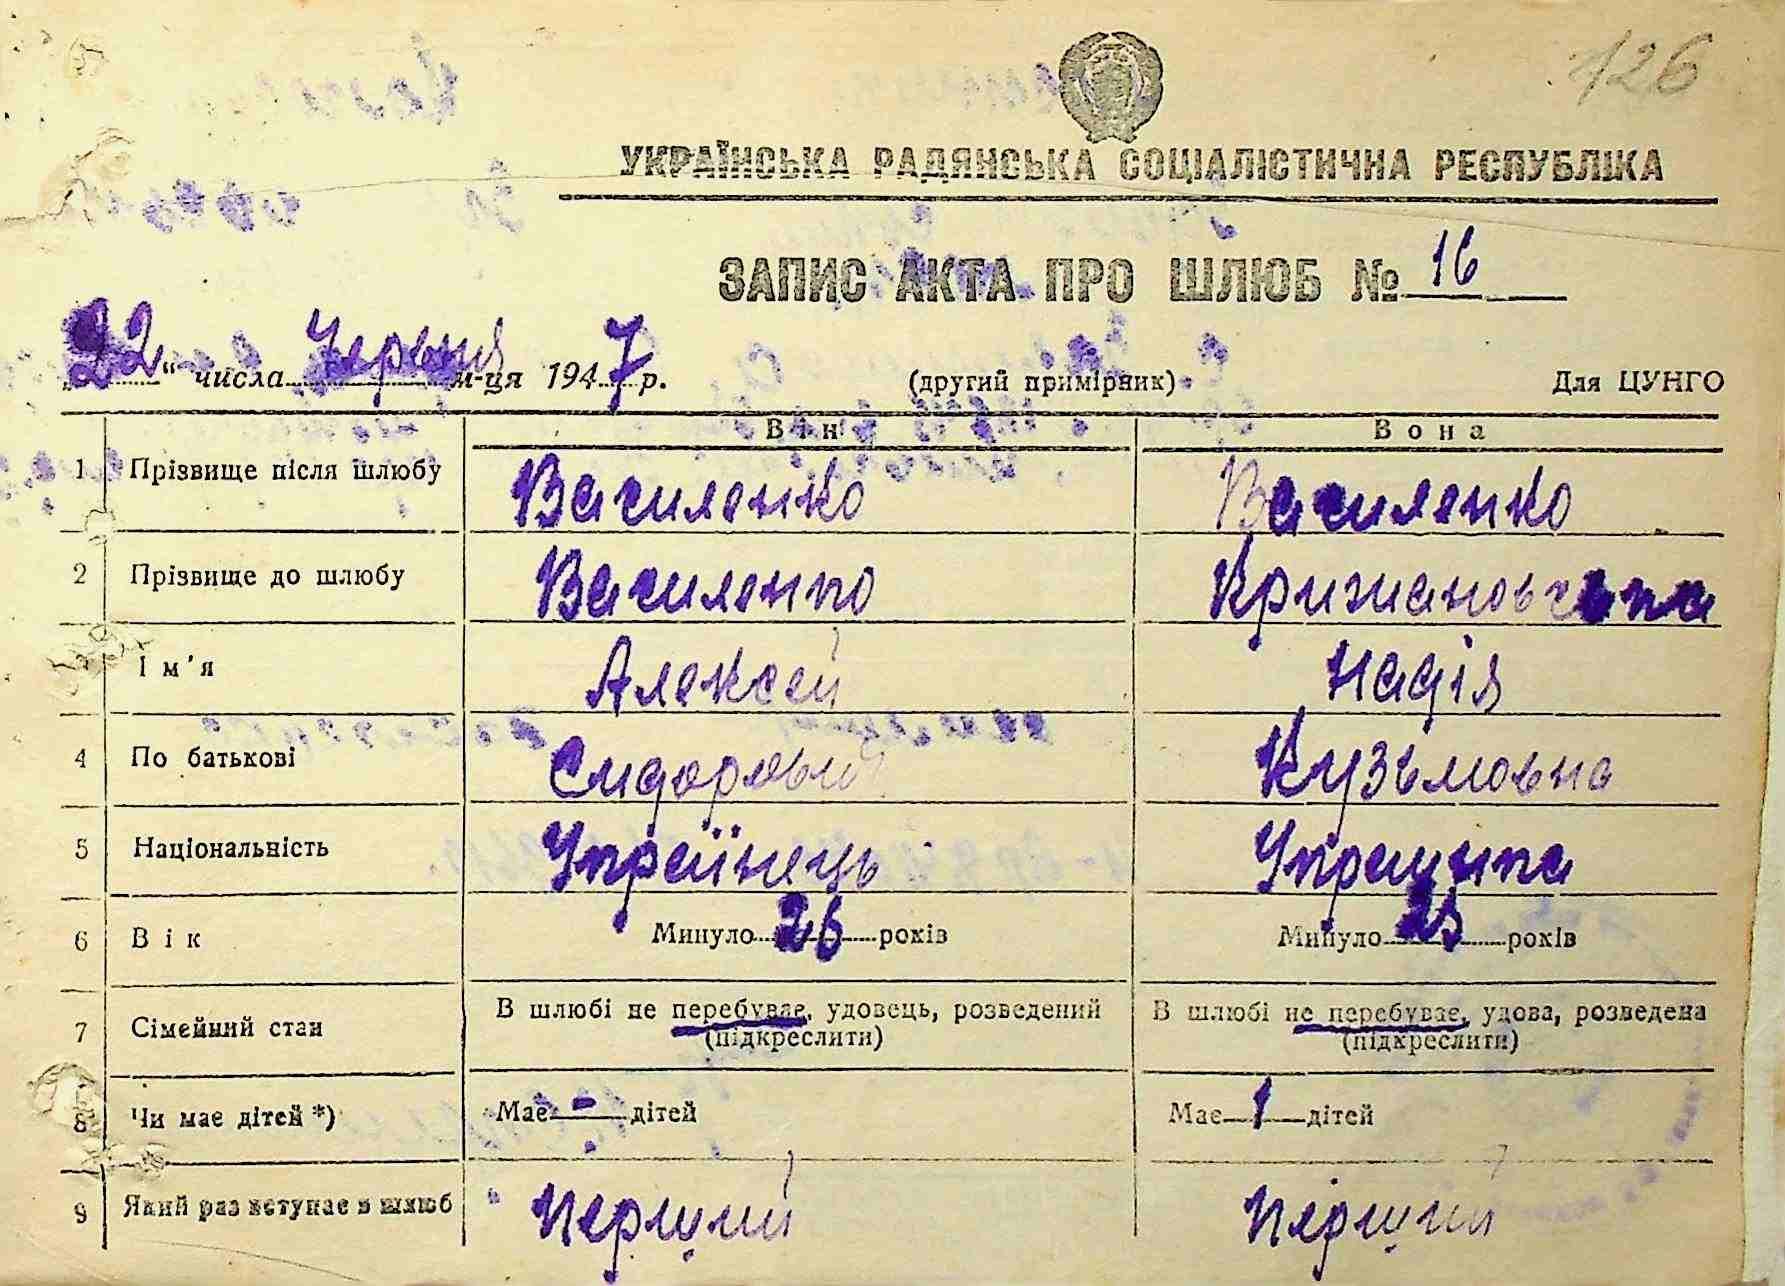 126
УКРАЇНСЬКА РАДЯНСЬКА СОЦІАЛІСТИЧНА РЕСПУБЛІКА
ЗАПИС АКТА ПРО ШЛЮБ № 16
„22“ числа Червня м-ця 1947 р. (другий примірник) Для ЦУНГО
Він Вона
1 Прізвище після шлюбу Василенко Василенко
2 Прізвище до шлюбу Василенко Крижановська
3 Ім'я Алексей Надія
4 По батькові Сидорович Кузьмовна
5 Національність Українець Українка
6 Вік Минуло 26 років Минуло 23 років
7 Сімейний стан В шлюбі не перебуває, удовець, розведений В шлюбі не перебуває, удова, розведена
(підкреслити) (підкреслити)
8 Чи має дітей *) Має - дітей Має 1 дітей
9 Який раз вступає в шлюб Перший Перший